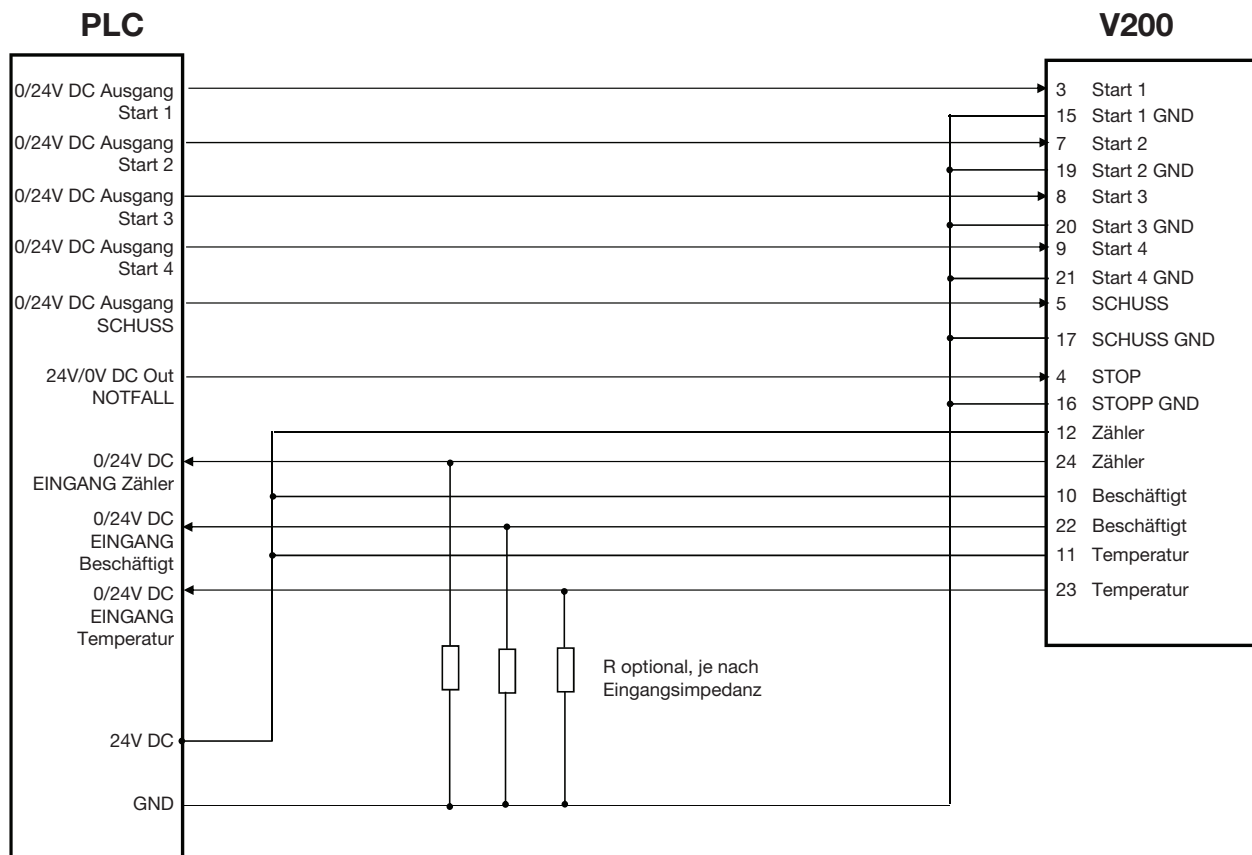 PLC
V200
0/24V DC Ausgang
Start 1
0/24V DC Ausgang
Start 2
0/24V DC Ausgang
Start 3
0/24V DC Ausgang
Start 4
0/24V DC Ausgang
SCHUSS
24V/0V DC Out
NOTFALL
0/24V DC
EINGANG Zähler
0/24V DC
EINGANG
Beschäftigt
0/24V DC
EINGANG
Temperatur
24V DC
GND
R optional, je nach
Eingangsimpedanz
3 Start 1
15 Start 1 GND
7 Start 2
19 Start 2 GND
8 Start 3
20 Start 3 GND
9 Start 4
21 Start 4 GND
5 SCHUSS
17 SCHUSS GND
4 STOP
16 STOPP GND
12 Zähler
24 Zähler
10 Beschäftigt
22 Beschäftigt
11 Temperatur
23 Temperatur